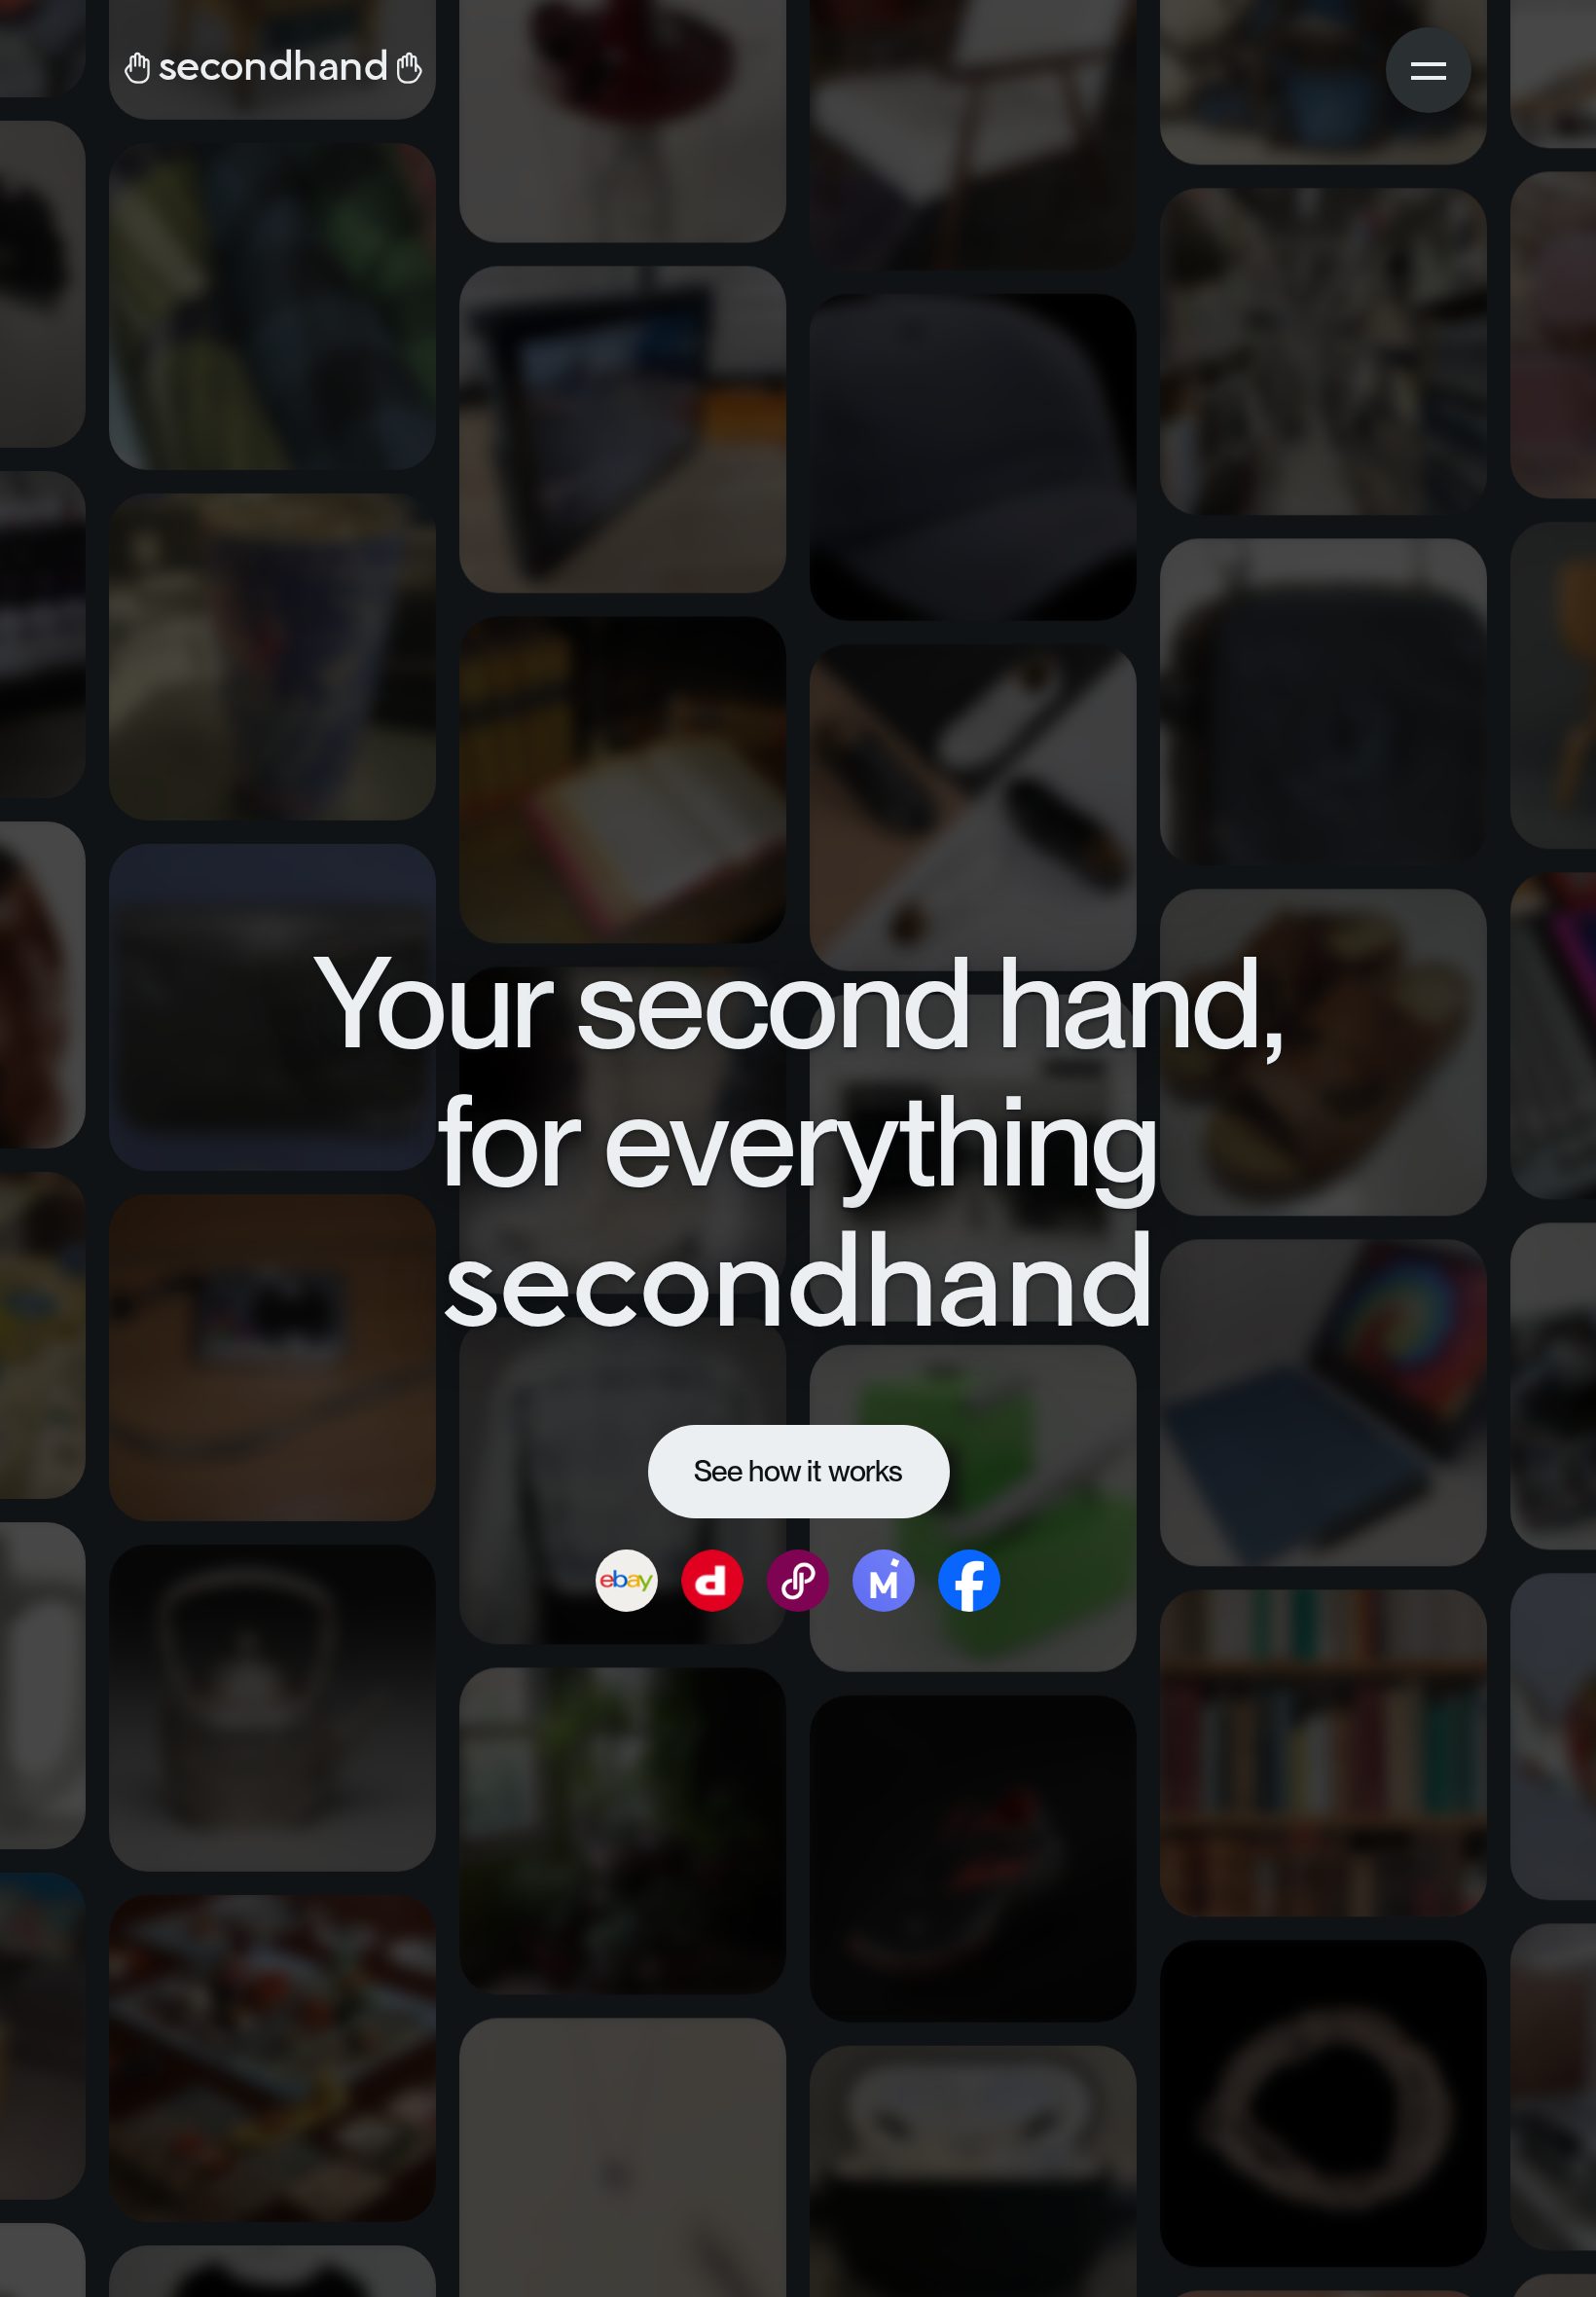 secondhand
Your second hand,
for everything
secondhand
See how it works
ebay